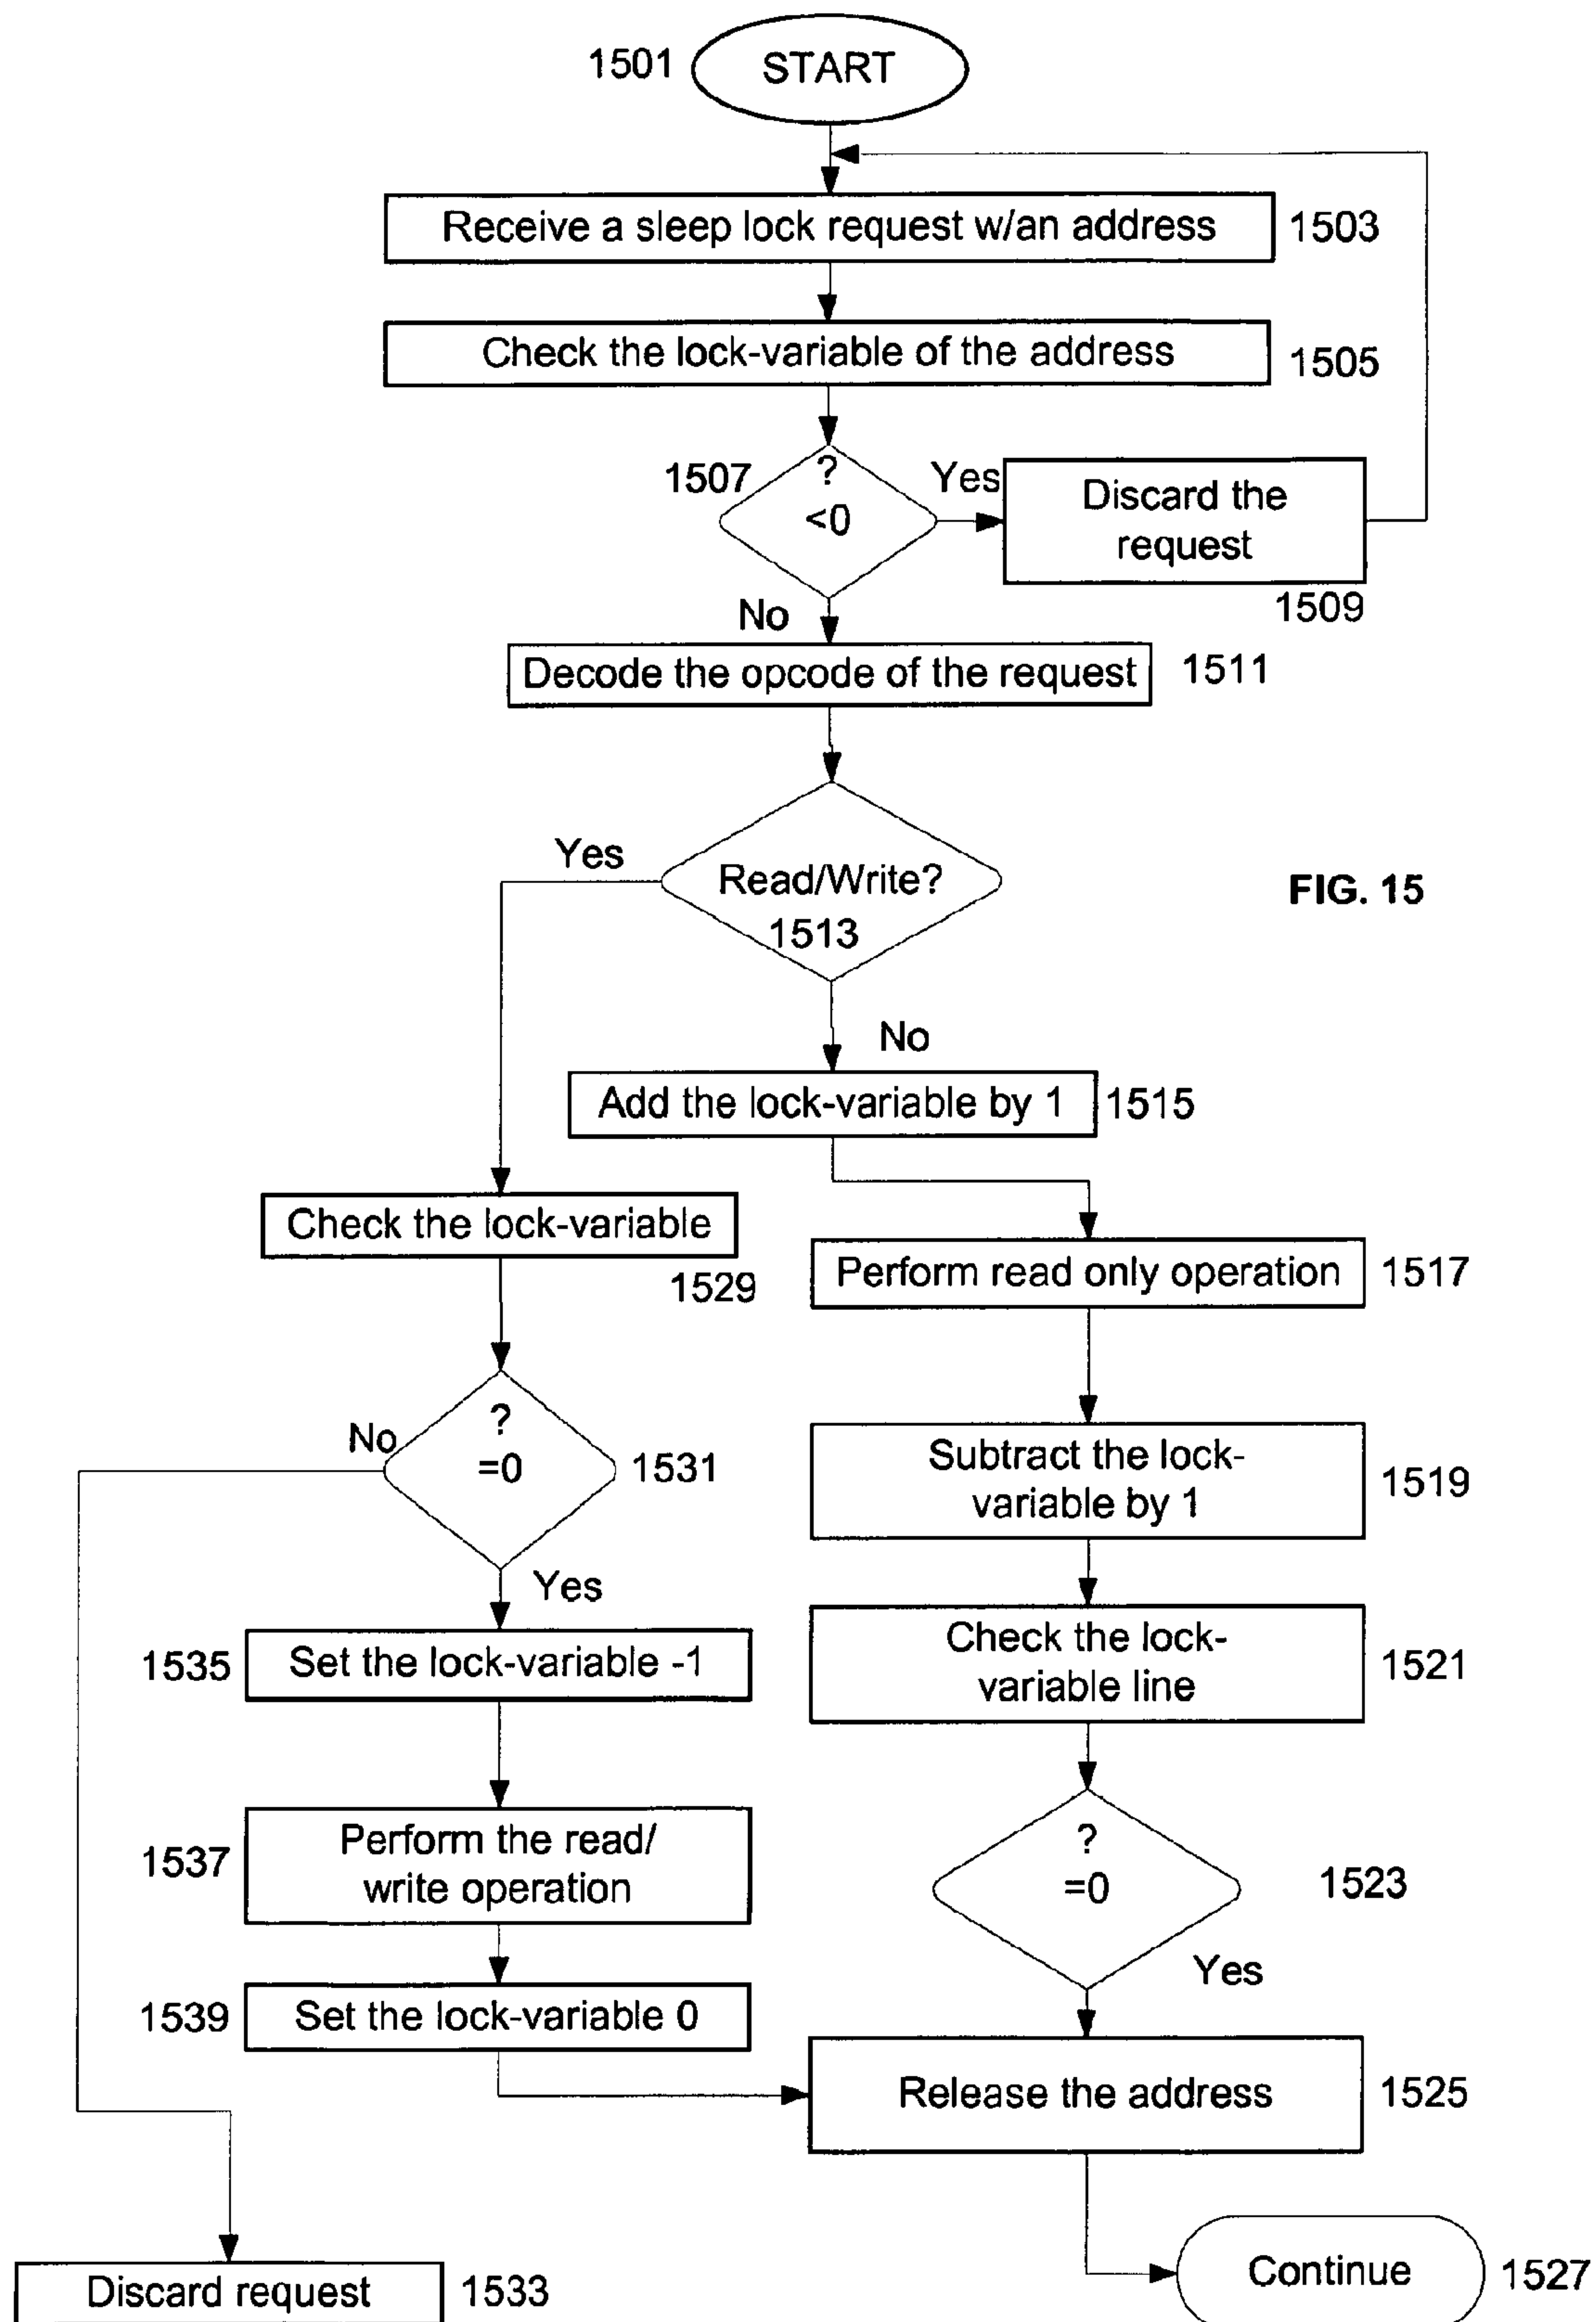 1501
START
Receive a sleep lock request w/an address
1503
Check the lock-variable of the address
1505
1507
?
<0
Yes
Discard the
request
1509
No
Decode the opcode of the request
1511
Yes
Read/Write?
1513
FIG. 15
No
Add the lock-variable by 1
1515
Check the lock-variable
1529
Perform read only operation
1517
No
?
=0
1531
Subtract the lock-
variable by 1
1519
Yes
1535
Set the lock-variable -1
Check the lock-
variable line
1521
1537
Perform the read/
write operation
?
=0
1523
Yes
1539
Set the lock-variable 0
Release the address
1525
Discard request
1533
Continue
1527